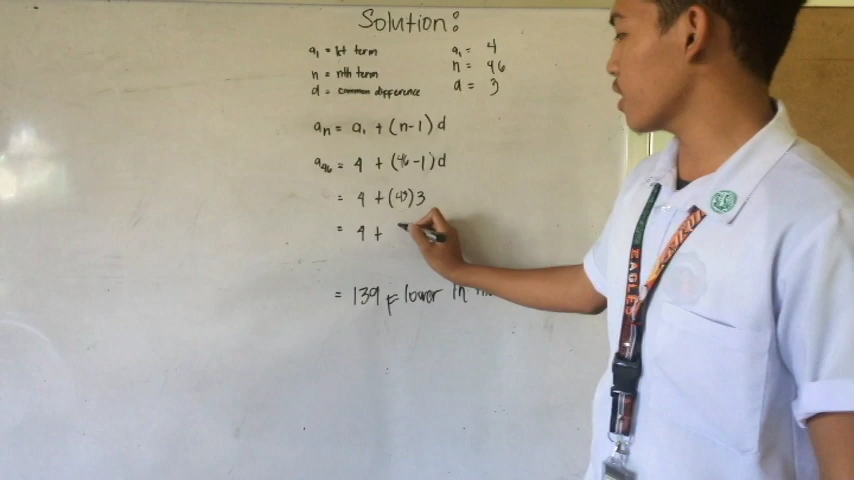 Solution:
a₁ = 1st term a₁ = 4
n = nth term n = 46
d = common difference d = 3
aₙ = a₁ + (n-1)d
a₄₆ = 4 + (46-1)d
= 4 + (45)3
= 4 +
= 139 Flower in
EAGLES